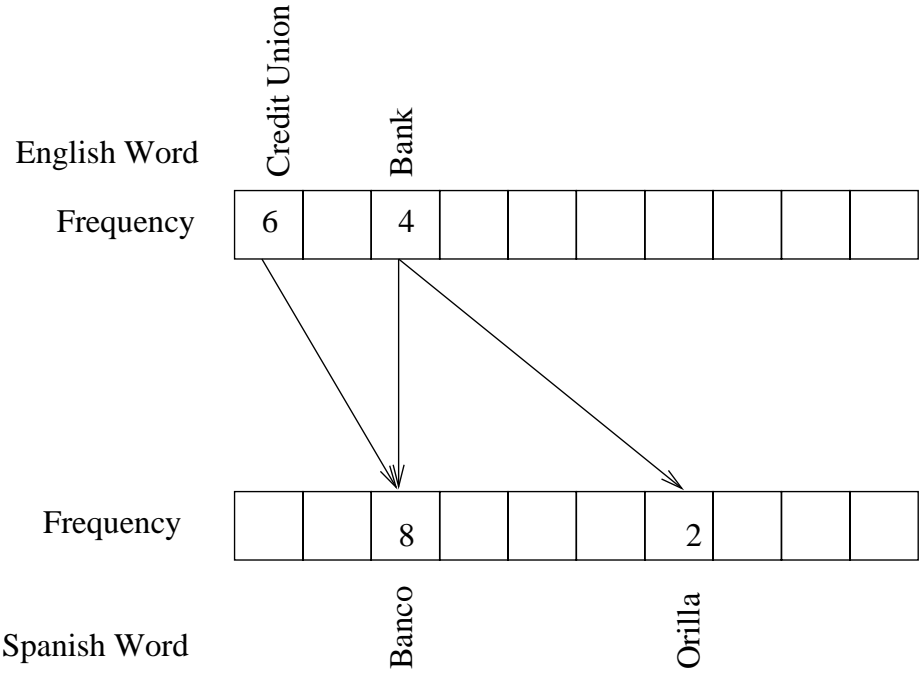 Credit Union
Bank
English Word
Frequency
6
4
Frequency
8
2
Banco
Orilla
Spanish Word